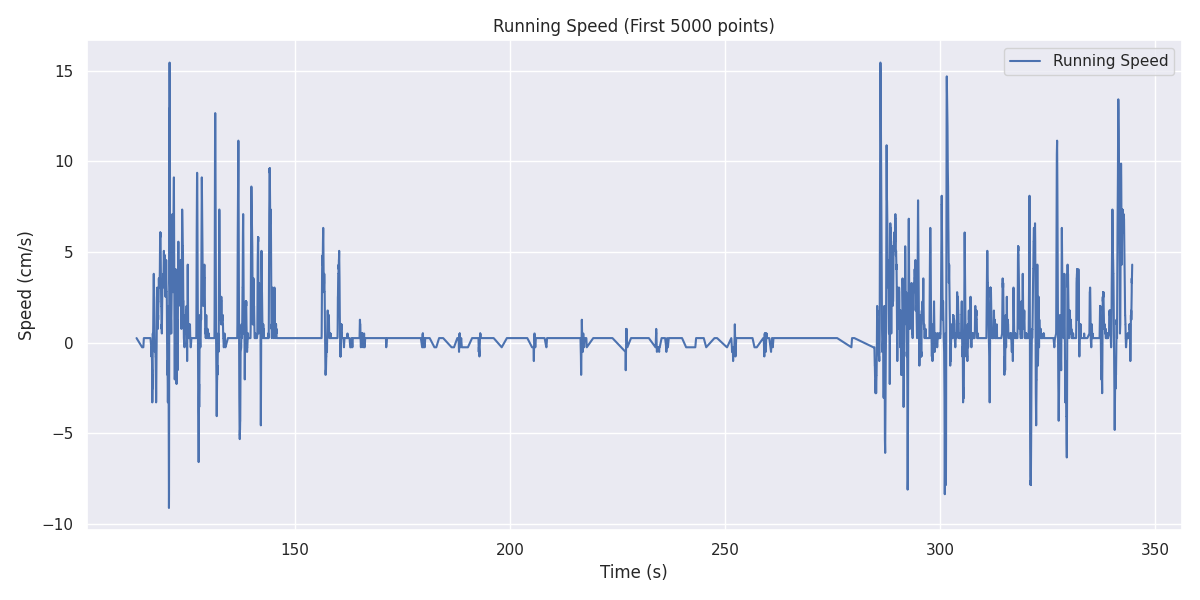 Running Speed (First 5000 points)
Running Speed
Speed (cm/s)
15
10
5
0
−5
−10
150
200
250
300
350
Time (s)